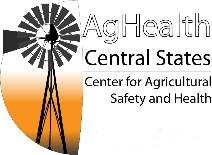 AgHealth
Central States
Center for Agricultural
Safety and Health